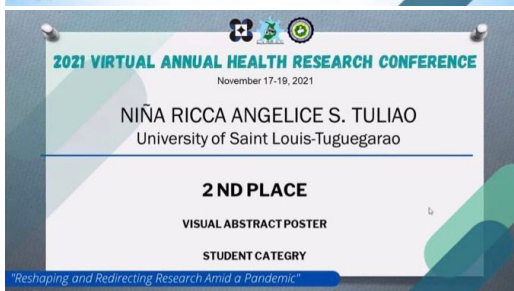 2021 VIRTUAL ANNUAL HEALTH RESEARCH CONFERENCE
November 17-19, 2021
NIÑA RICCA ANGELICE S. TULIAO
University of Saint Louis-Tuguegarao
2 ND PLACE
VISUAL ABSTRACT POSTER
STUDENT CATEGRY
"Reshaping and Redirecting Research Amid a Pandemic"